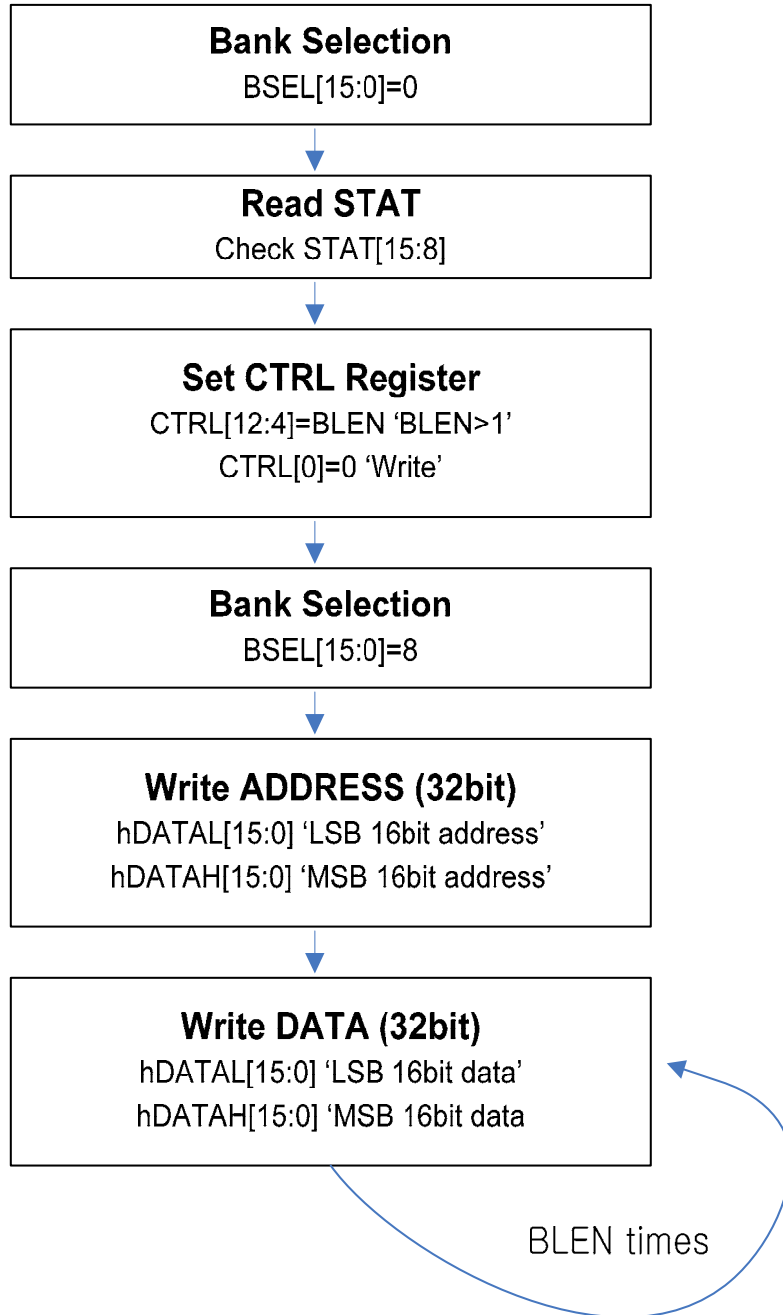 Bank Selection
BSEL[15:0]=0
Read STAT
Check STAT[15:8]
Set CTRL Register
CTRL[12:4]=BLEN ‘BLEN>1’
CTRL[0]=0 ‘Write’
Bank Selection
BSEL[15:0]=8
Write ADDRESS (32bit)
hDATAL[15:0] ‘LSB 16bit address’
hDATAH[15:0] ‘MSB 16bit address’
Write DATA (32bit)
hDATAL[15:0] ‘LSB 16bit data’
hDATAH[15:0] ‘MSB 16bit data
BLEN times